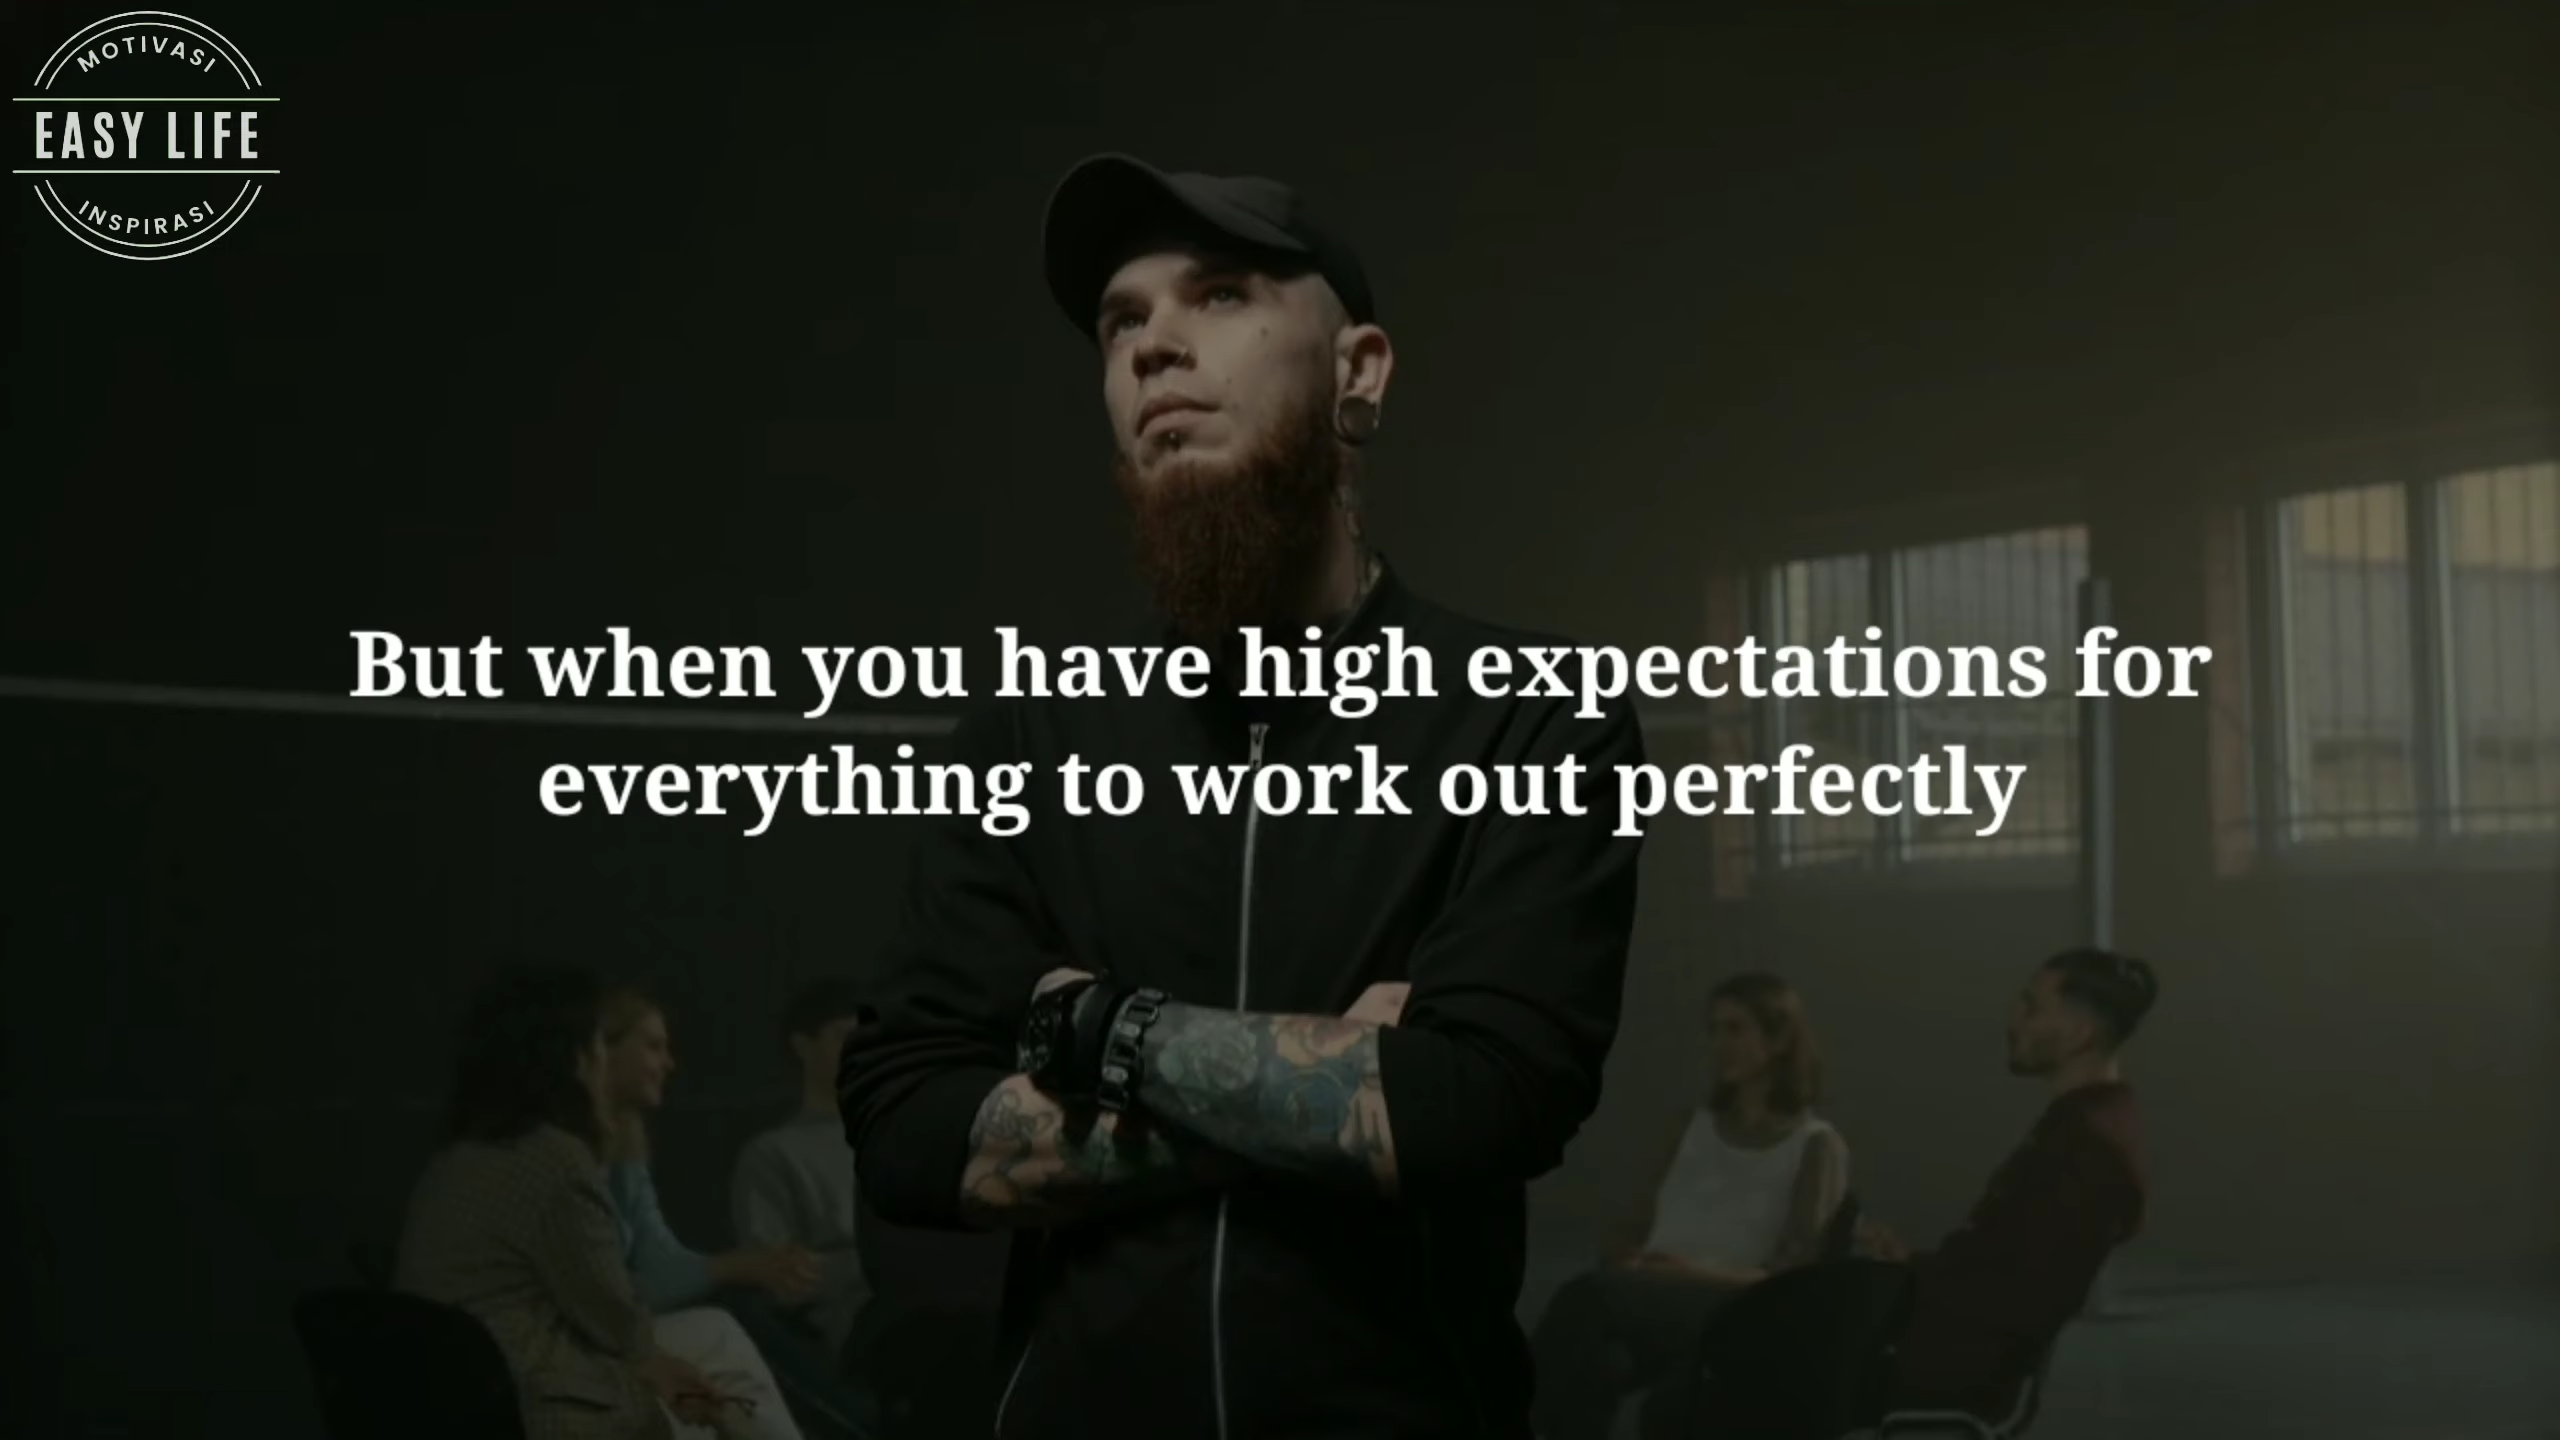 MOTIVASI
EASY LIFE
INSPIRASI
But when you have high expectations for
everything to work out perfectly